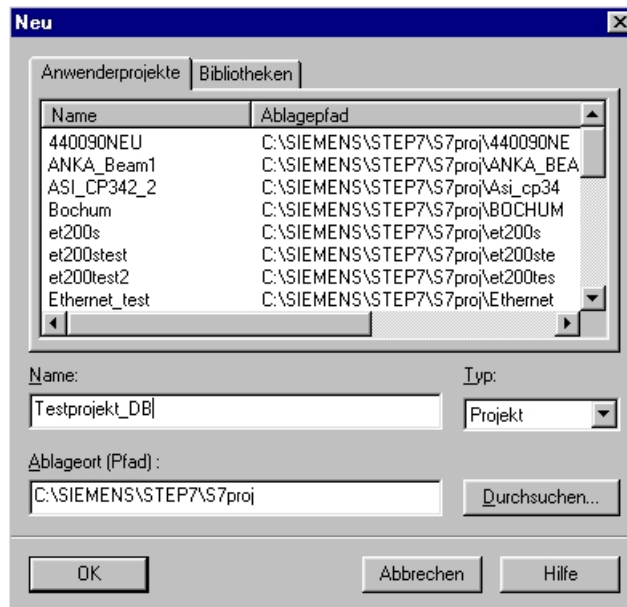 Neu
Anwenderprojekte Bibliotheken
Name Ablagepfad
440090NEU C:\SIEMENS\STEP7\S7proj\440090NE
ANKA_Beam1 C:\SIEMENS\STEP7\S7proj\ANKA_BEA
ASI_CP342_2 C:\SIEMENS\STEP7\S7proj\Asi_cp34
Bochum C:\SIEMENS\STEP7\S7proj\BOCHUM
et200s C:\SIEMENS\STEP7\S7proj\et200s
et200stest C:\SIEMENS\STEP7\S7proj\et200ste
et200test2 C:\SIEMENS\STEP7\S7proj\et200tes
Ethernet_test C:\SIEMENS\STEP7\S7proj\Ethernet
Name: Typ:
Testprojekt_DB Projekt
Ablageort (Pfad) :
C:\SIEMENS\STEP7\S7proj Durchsuchen...
OK Abbrechen Hilfe